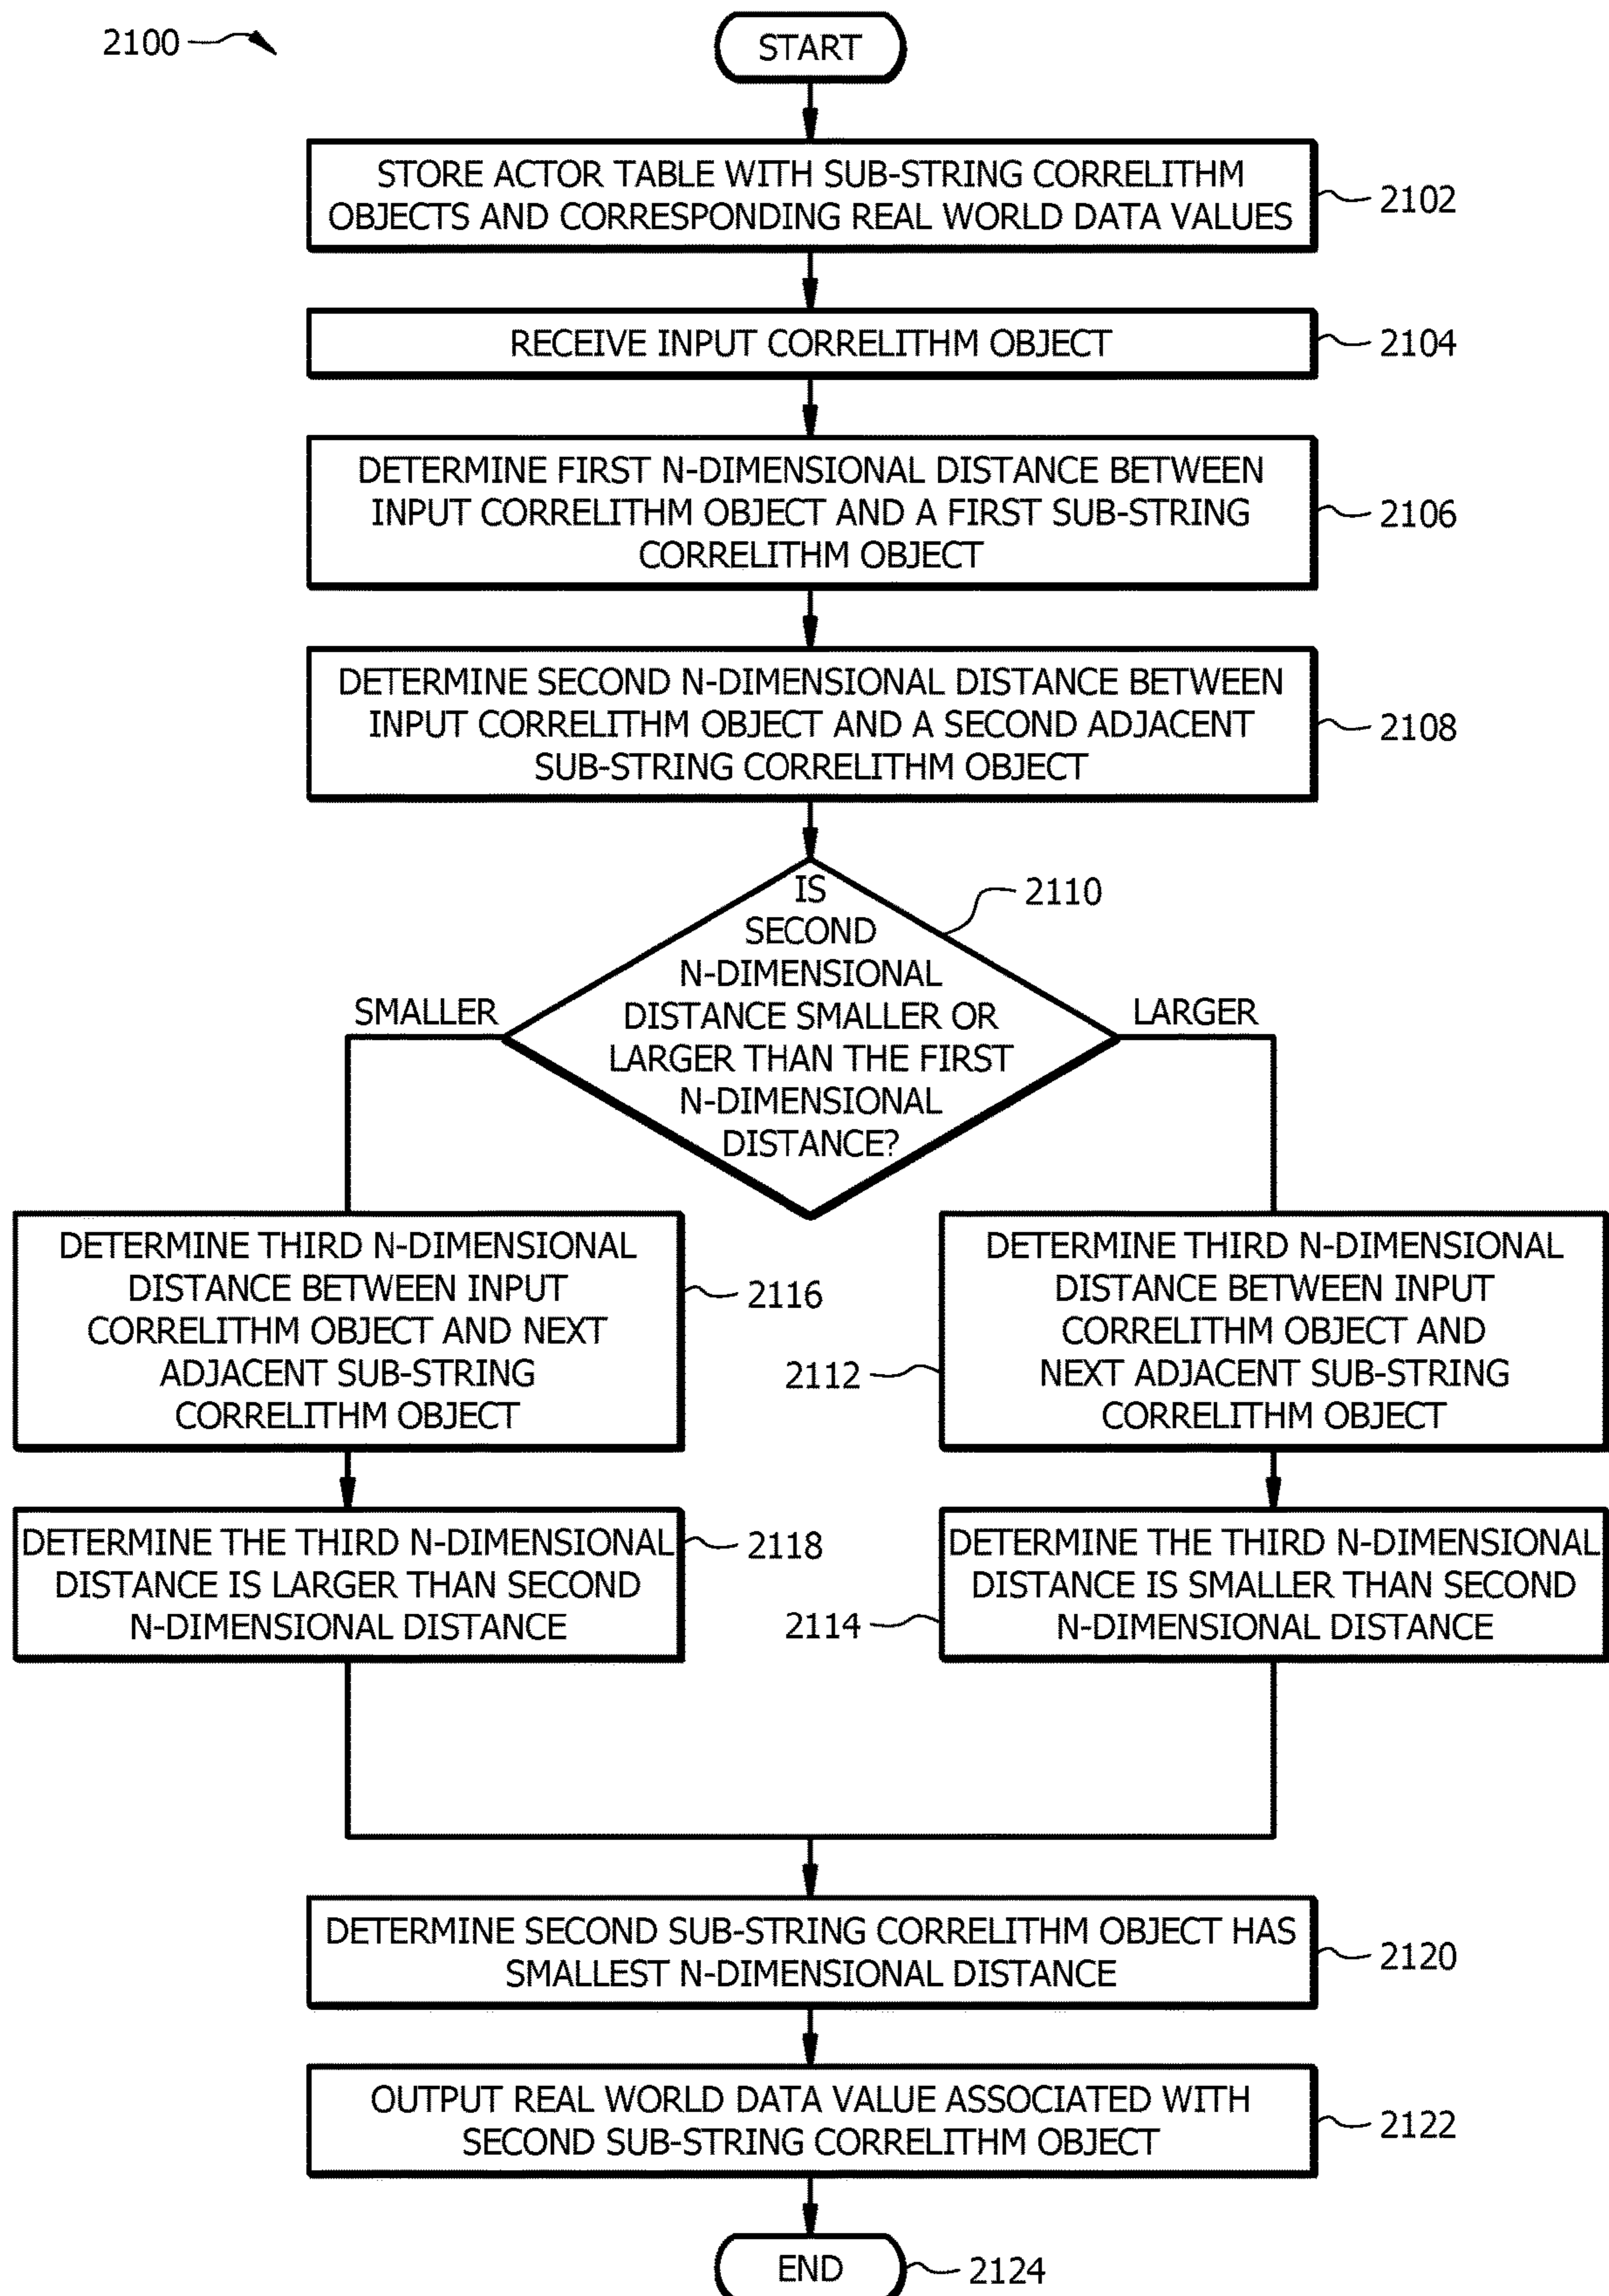 2100
START
STORE ACTOR TABLE WITH SUB-STRING CORRELITHM
OBJECTS AND CORRESPONDING REAL WORLD DATA VALUES
2102
RECEIVE INPUT CORRELITHM OBJECT
2104
DETERMINE FIRST N-DIMENSIONAL DISTANCE BETWEEN
INPUT CORRELITHM OBJECT AND A FIRST SUB-STRING
CORRELITHM OBJECT
2106
DETERMINE SECOND N-DIMENSIONAL DISTANCE BETWEEN
INPUT CORRELITHM OBJECT AND A SECOND ADJACENT
SUB-STRING CORRELITHM OBJECT
2108
IS
SECOND
N-DIMENSIONAL
DISTANCE SMALLER OR
LARGER THAN THE FIRST
N-DIMENSIONAL
DISTANCE?
2110
SMALLER
LARGER
DETERMINE THIRD N-DIMENSIONAL
DISTANCE BETWEEN INPUT
CORRELITHM OBJECT AND NEXT
ADJACENT SUB-STRING
CORRELITHM OBJECT
2116
DETERMINE THIRD N-DIMENSIONAL
DISTANCE BETWEEN INPUT
CORRELITHM OBJECT AND
NEXT ADJACENT SUB-STRING
CORRELITHM OBJECT
2112
DETERMINE THE THIRD N-DIMENSIONAL
DISTANCE IS LARGER THAN SECOND
N-DIMENSIONAL DISTANCE
2118
DETERMINE THE THIRD N-DIMENSIONAL
DISTANCE IS SMALLER THAN SECOND
N-DIMENSIONAL DISTANCE
2114
DETERMINE SECOND SUB-STRING CORRELITHM OBJECT HAS
SMALLEST N-DIMENSIONAL DISTANCE
2120
OUTPUT REAL WORLD DATA VALUE ASSOCIATED WITH
SECOND SUB-STRING CORRELITHM OBJECT
2122
END
2124